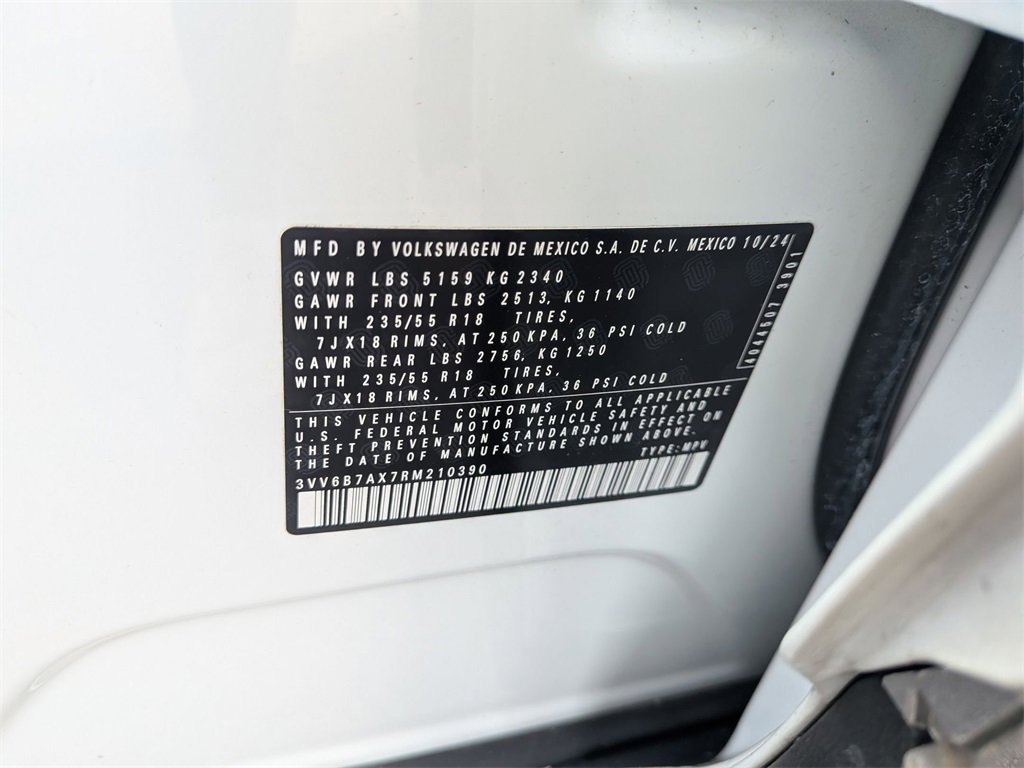 MFD BY VOLKSWAGEN DE MEXICO S.A. DE C.V. MEXICO 10/24
GVWR LBS 5159 KG 2340
GAWR FRONT LBS 2513, KG 1140
WITH 235/55 R18 TIRES,
7JX18 RIMS, AT 250 KPA, 36 PSI COLD
GAWR REAR LBS 2756, KG 1250
WITH 235/55 R18 TIRES,
7JX18 RIMS, AT 250 KPA, 36 PSI COLD
THIS VEHICLE CONFORMS TO ALL APPLICABLE
U.S. FEDERAL MOTOR VEHICLE SAFETY AND
THEFT PREVENTION STANDARDS IN EFFECT ON
THE DATE OF MANUFACTURE SHOWN ABOVE.
TYPE: MPV
3VV6B7AX7RM210390
4044507 3901